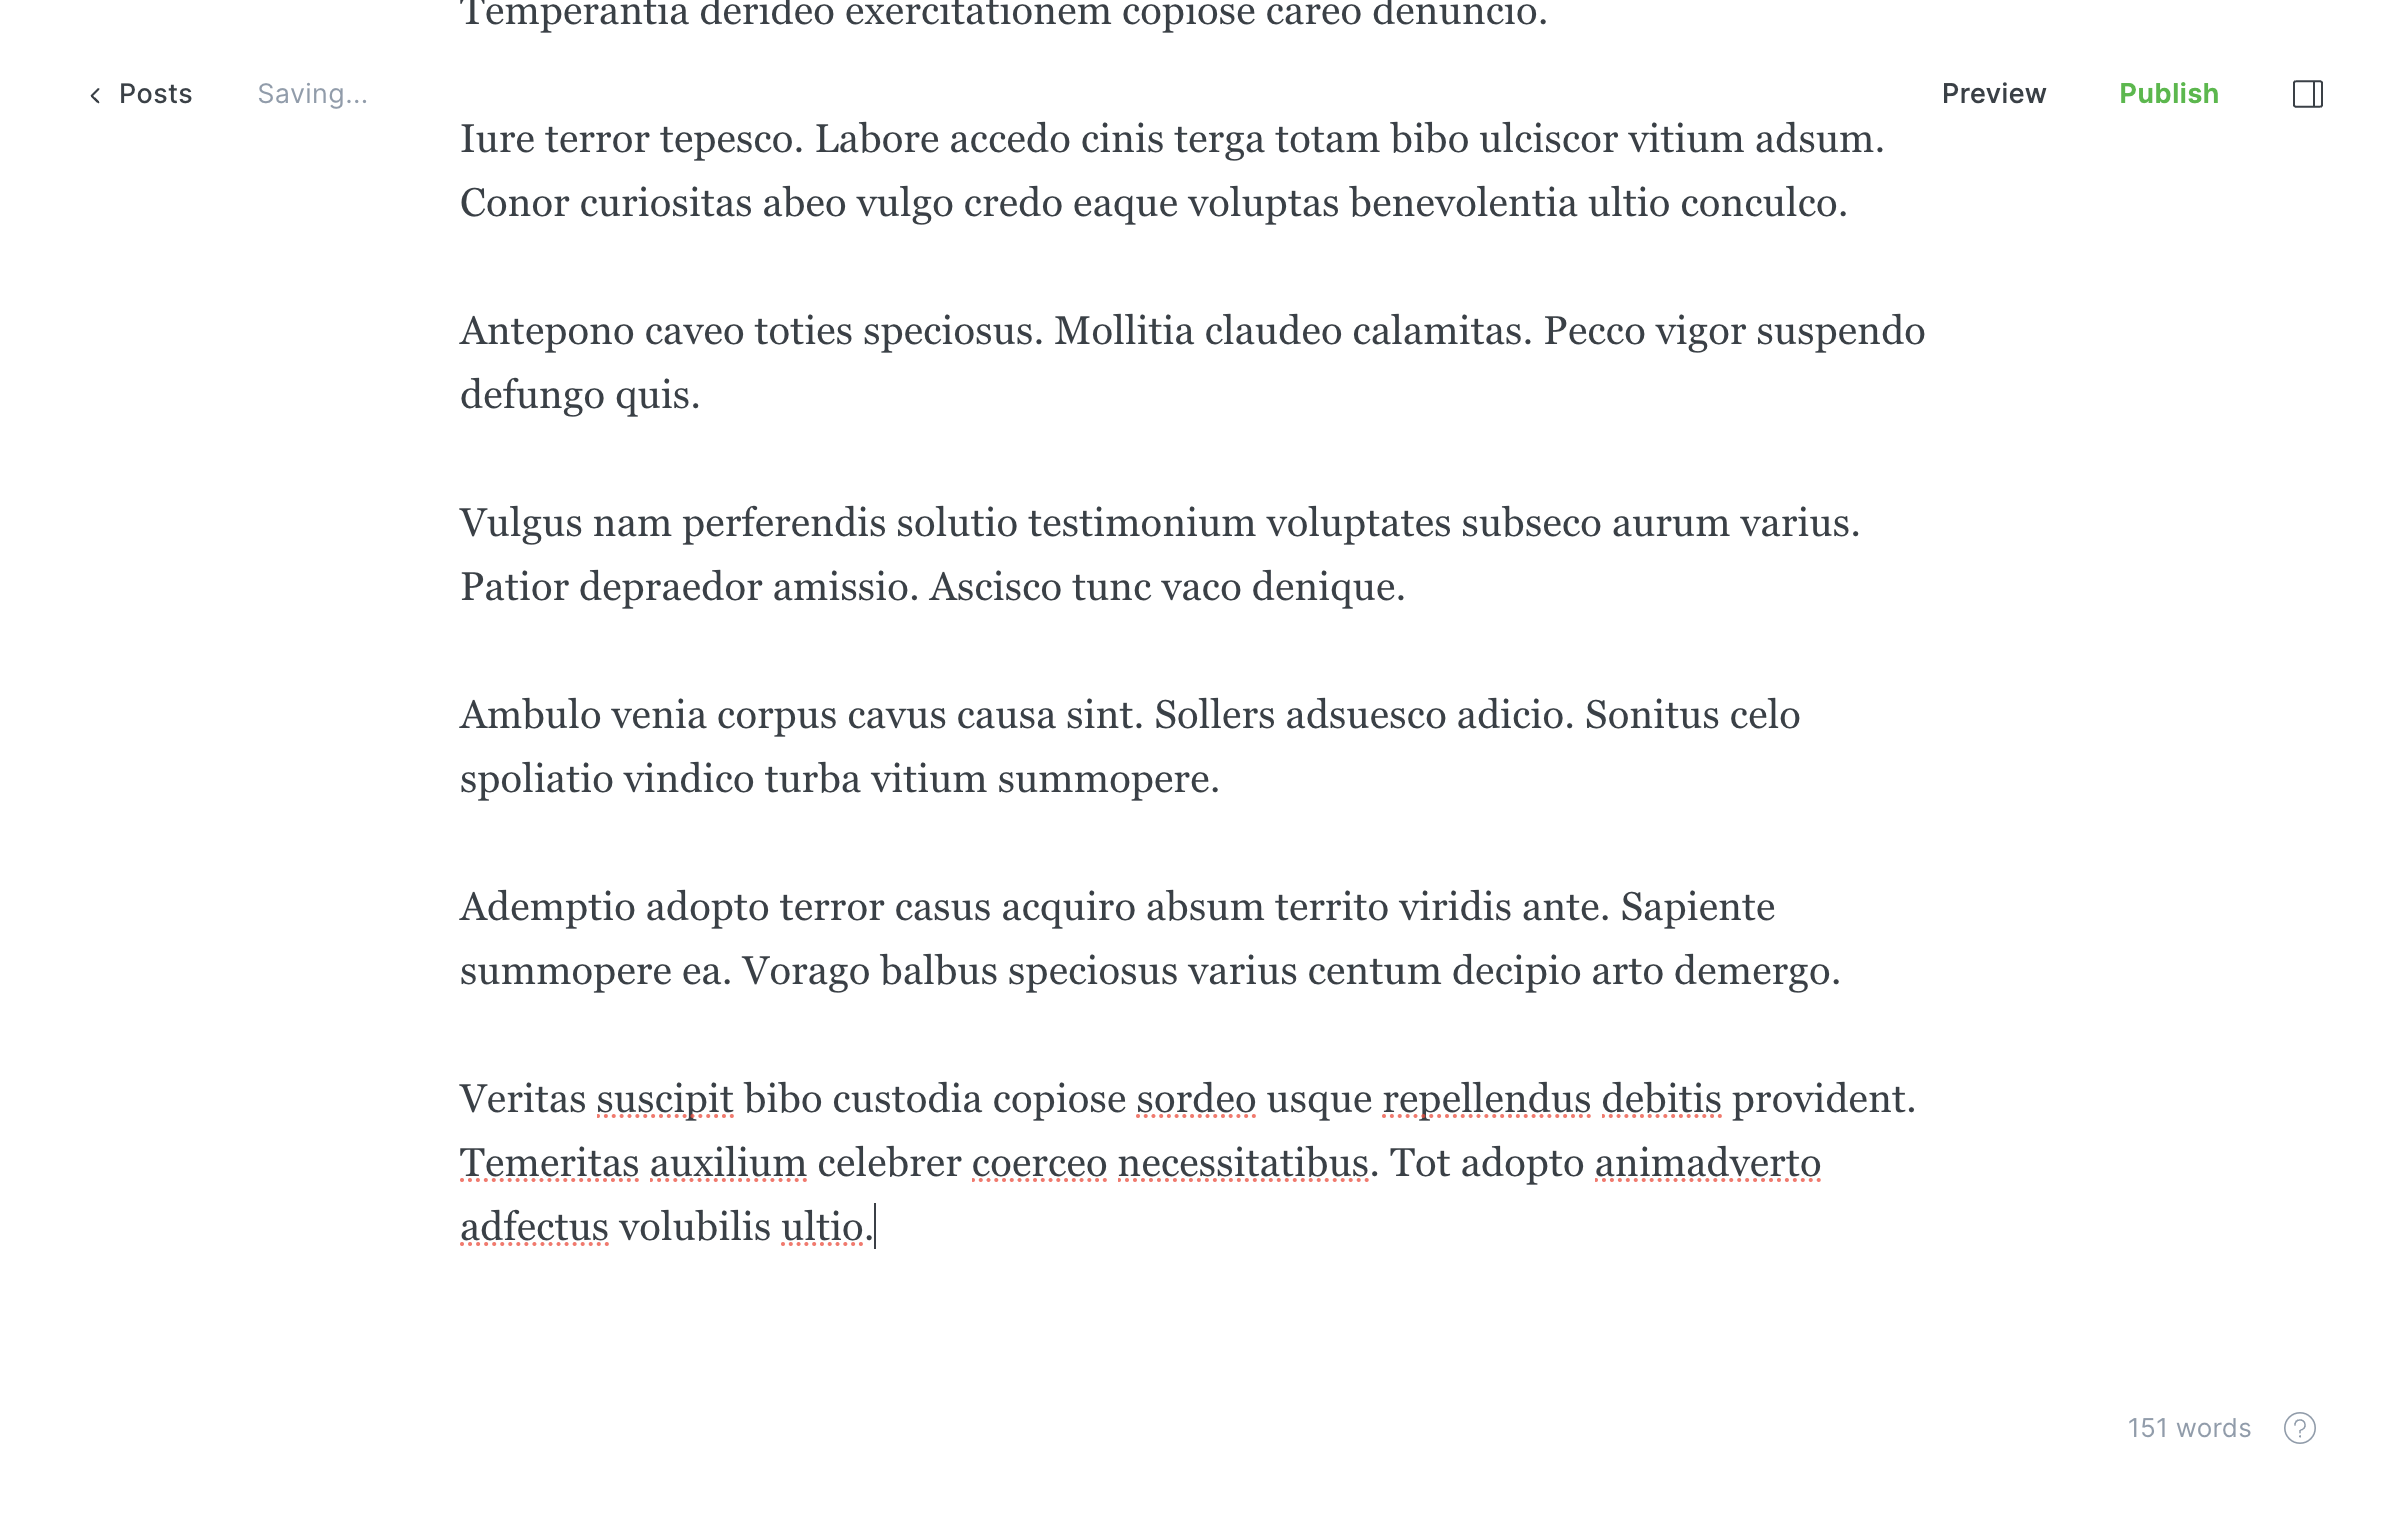 Temperantia derideo exercitationem copiose careo denuncio.
Posts
Saving...
Preview
Publish
Iure terror tepesco. Labore accedo cinis terga totam bibo ulciscor vitium adsum.
Conor curiositas abeo vulgo credo eaque voluptas benevolentia ultio conculco.
Antepono caveo toties speciosus. Mollitia claudeo calamitas. Pecco vigor suspendo
defungo quis.
Vulgus nam perferendis solutio testimonium voluptates subseco aurum varius.
Patior depraedor amissio. Ascisco tunc vaco denique.
Ambulo venia corpus cavus causa sint. Sollers adsuesco adicio. Sonitus celo
spoliatio vindico turba vitium summopere.
Ademptio adopto terror casus acquiro absum territo viridis ante. Sapiente
summopere ea. Vorago balbus speciosus varius centum decipio arto demergo.
Veritas suscipit bibo custodia copiose sordeo usque repellendus debitis provident.
Temeritas auxilium celebrer coerceo necessitatibus. Tot adopto animadverto
adfectus volubilis ultio.
151 words
?